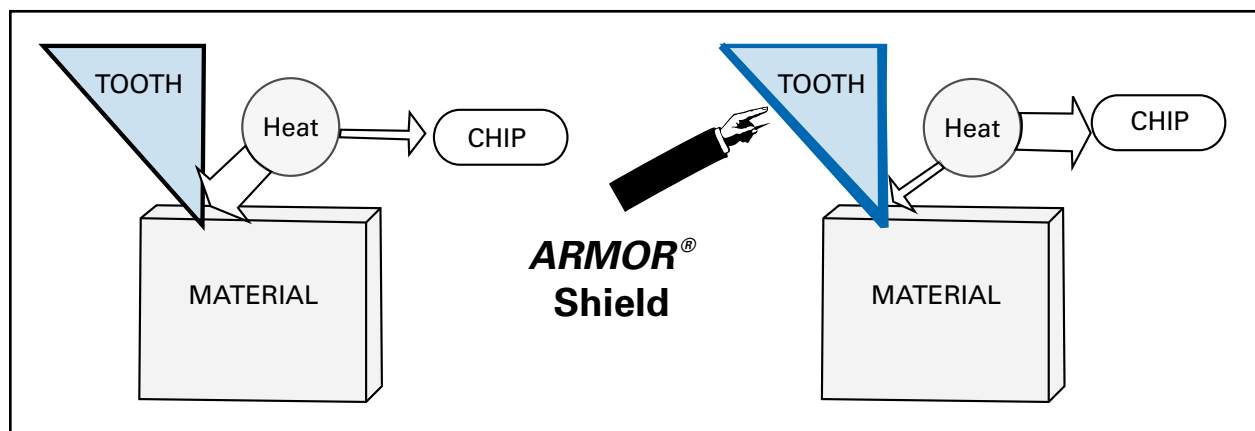 TOOTH
Heat
CHIP
MATERIAL
ARMOR®
Shield
TOOTH
Heat
CHIP
MATERIAL